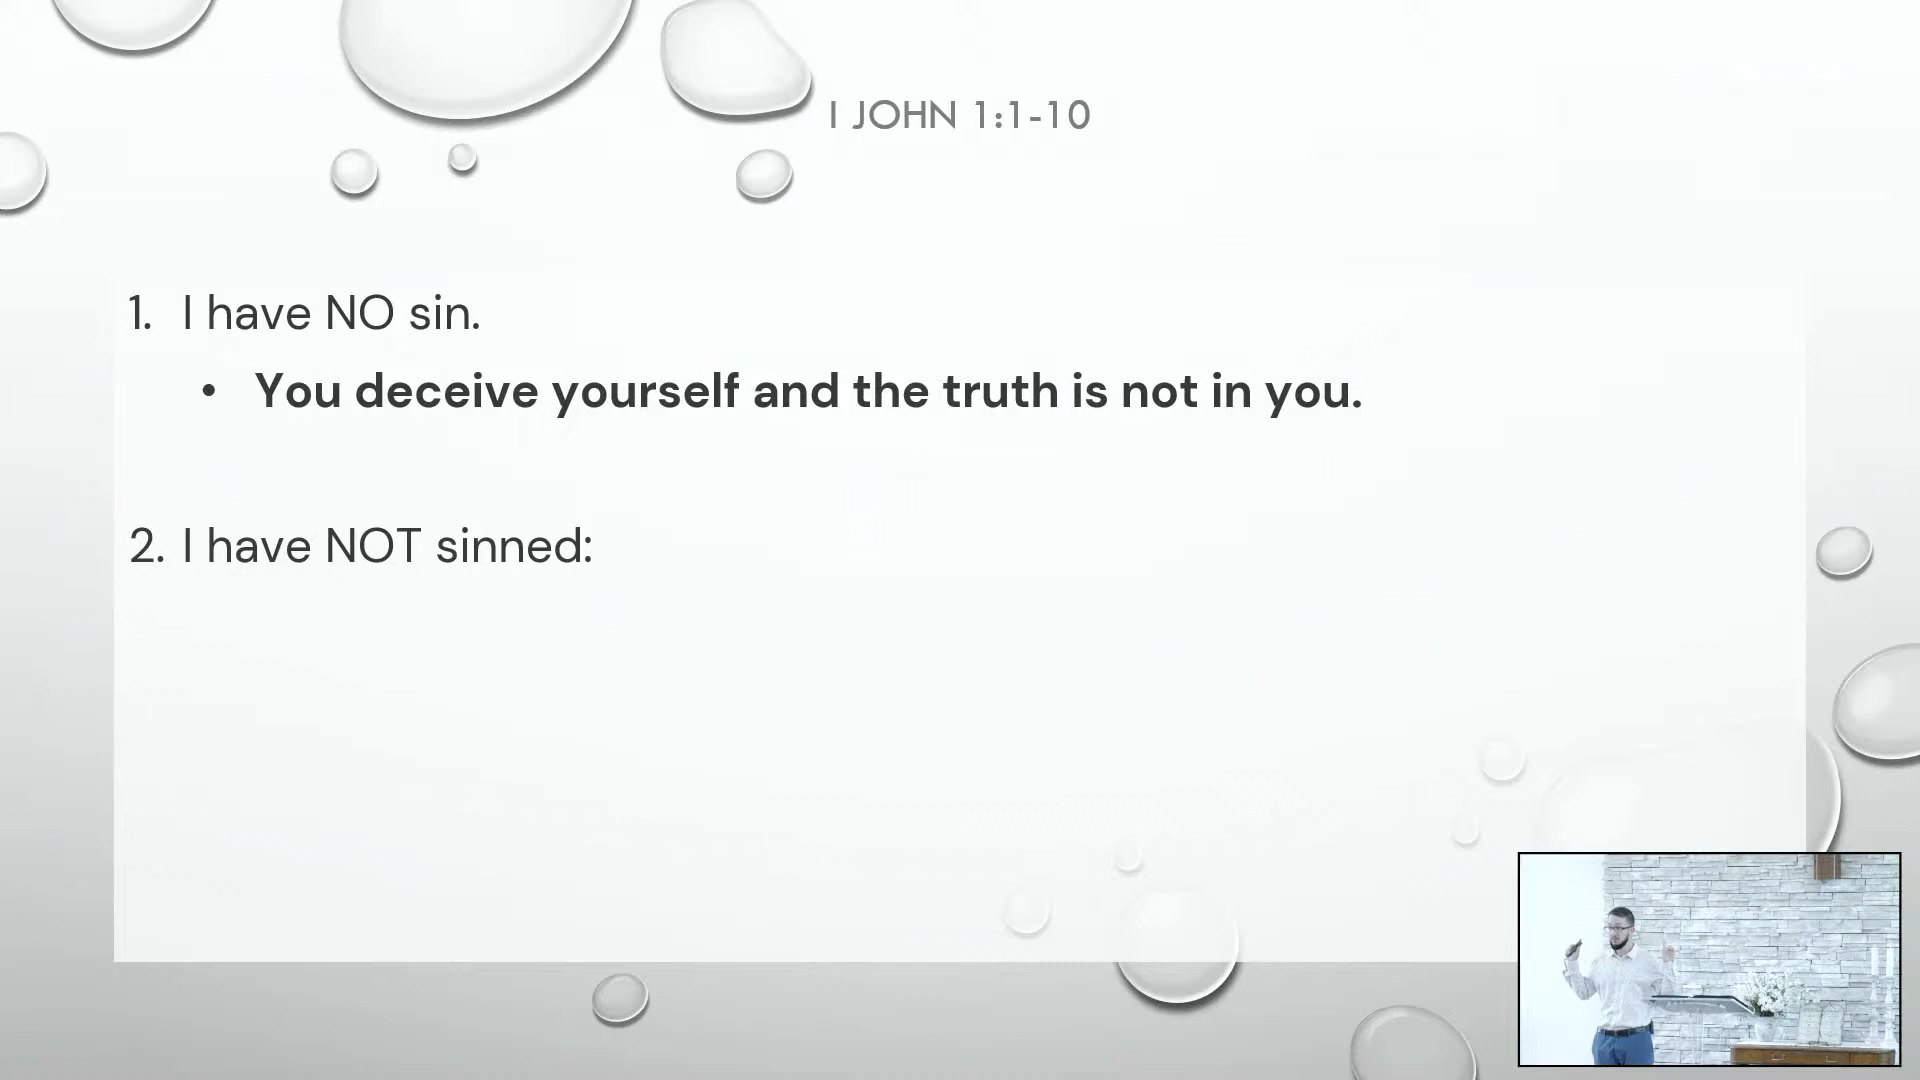 I JOHN 1:1-10
1. I have NO sin.
• You deceive yourself and the truth is not in you.
2. I have NOT sinned: